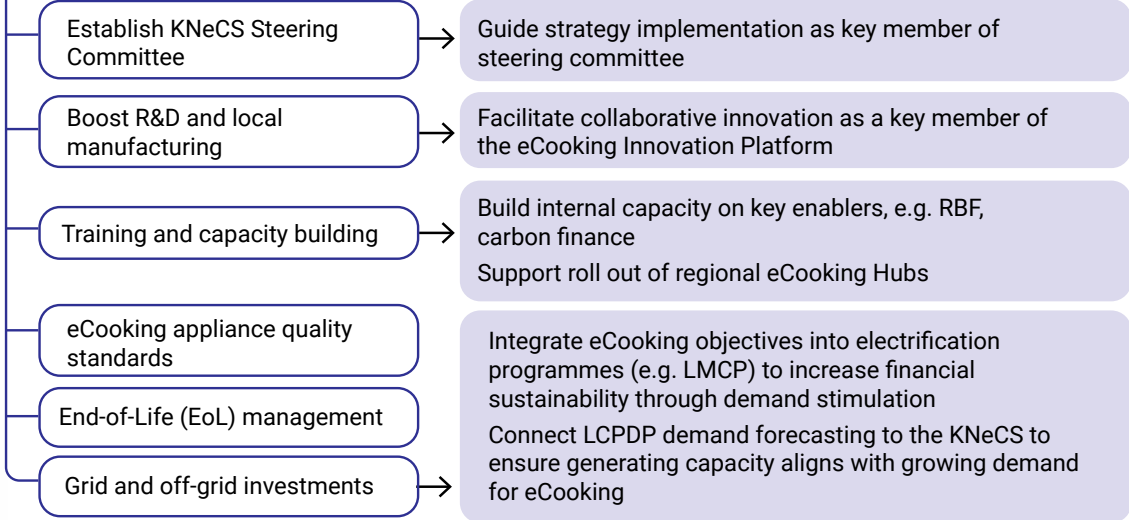 Establish KNeCS Steering
Committee
Guide strategy implementation as key member of
steering committee
Boost R&D and local
manufacturing
Facilitate collaborative innovation as a key member of
the eCooking Innovation Platform
Training and capacity building
Build internal capacity on key enablers, e.g. RBF,
carbon finance
Support roll out of regional eCooking Hubs
eCooking appliance quality
standards
End-of-Life (EoL) management
Grid and off-grid investments
Integrate eCooking objectives into electrification
programmes (e.g. LMCP) to increase financial
sustainability through demand stimulation
Connect LCPDP demand forecasting to the KNeCS to
ensure generating capacity aligns with growing demand
for eCooking